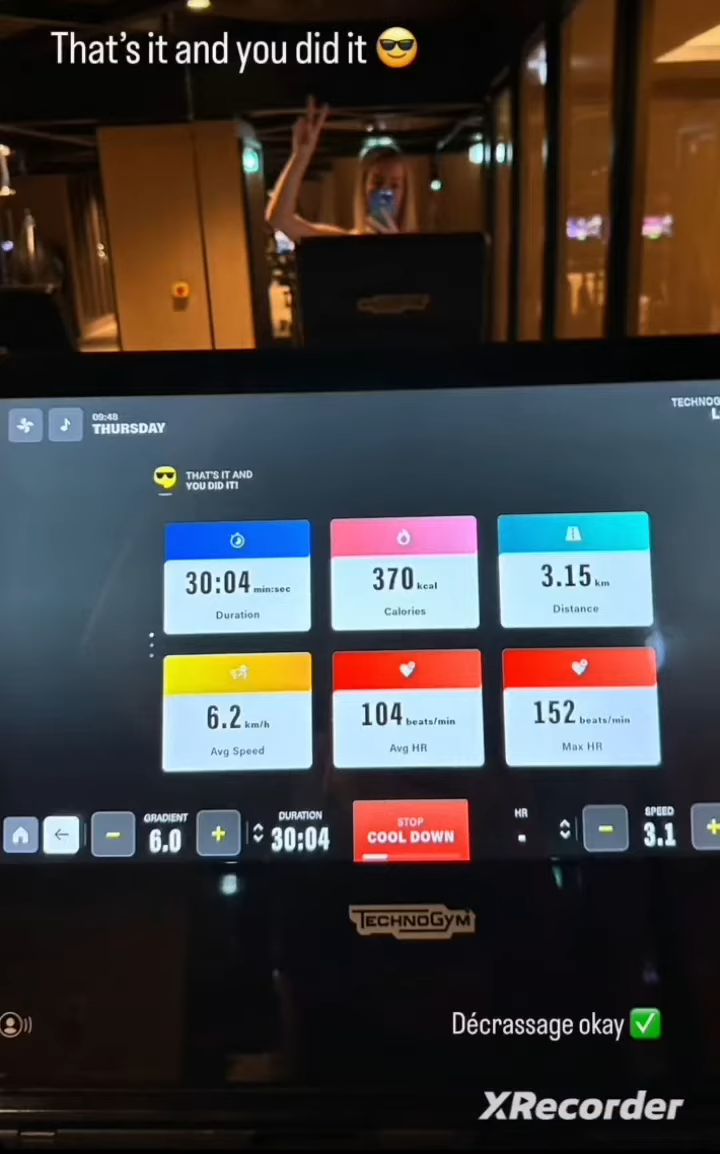 That's it and you did it 😎
09:48
THURSDAY
TECHNOG
L
THAT'S IT AND
YOU DID IT!
30:04 min:sec
Duration
370 kcal
Calories
3.15 km
Distance
6.2 km/h
Avg Speed
104 beats/min
Avg HR
152 beats/min
Max HR
GRADIENT
6.0
DURATION
30:04
STOP
COOL DOWN
HR
-
SPEED
3.1
TECHNOGYM
Décrassage okay ✅
XRecorder